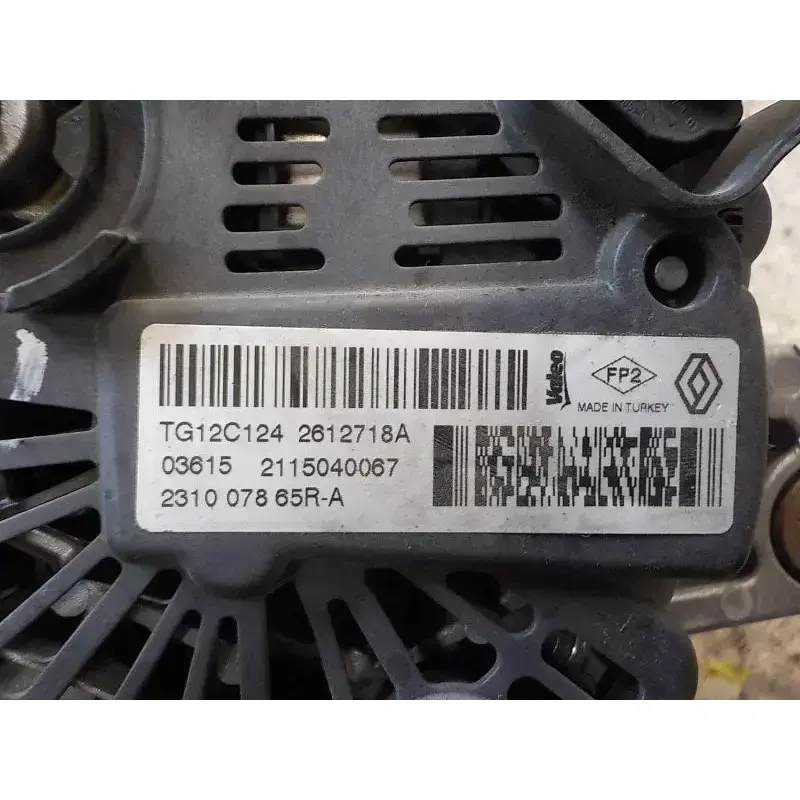 Valeo
FP2
MADE IN TURKEY
TG12C124 2612718A
03615 2115040067
2310 078 65R-A